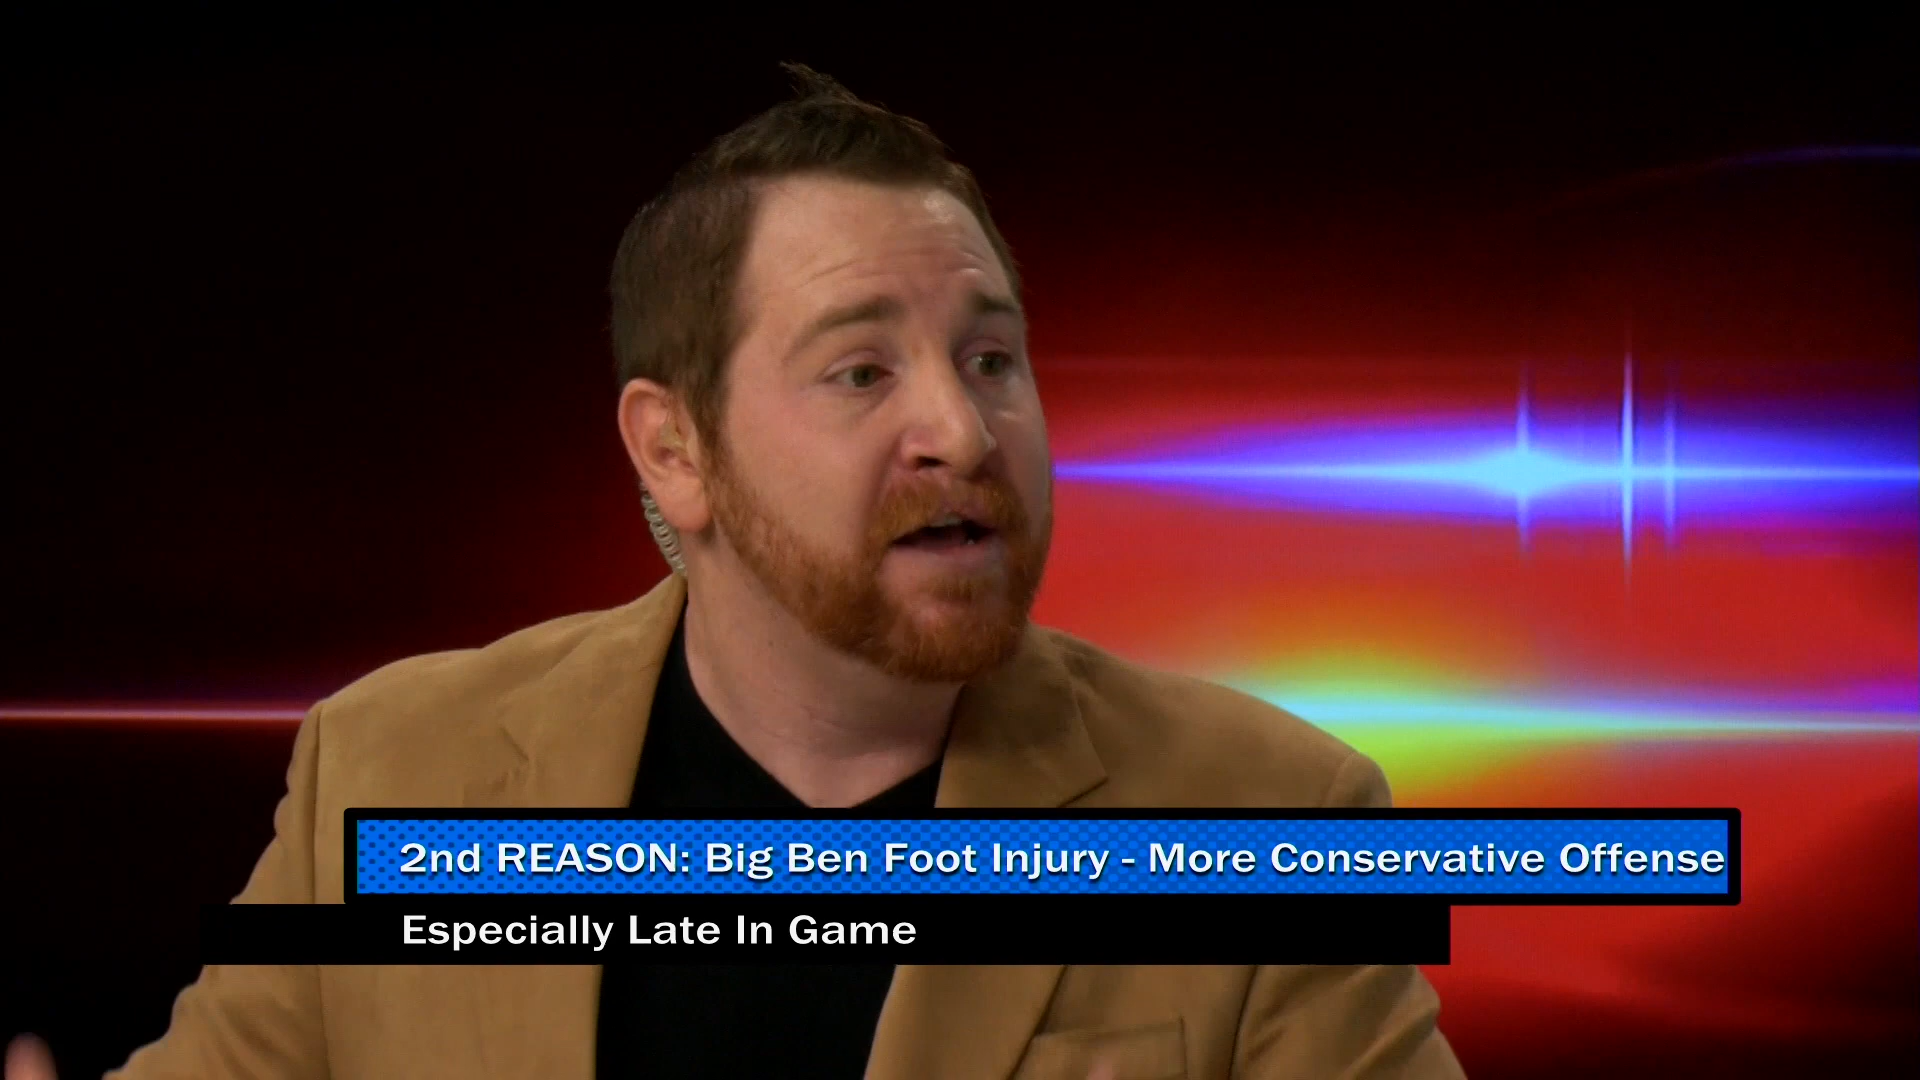 2nd REASON: Big Ben Foot Injury - More Conservative Offense
Especially Late In Game